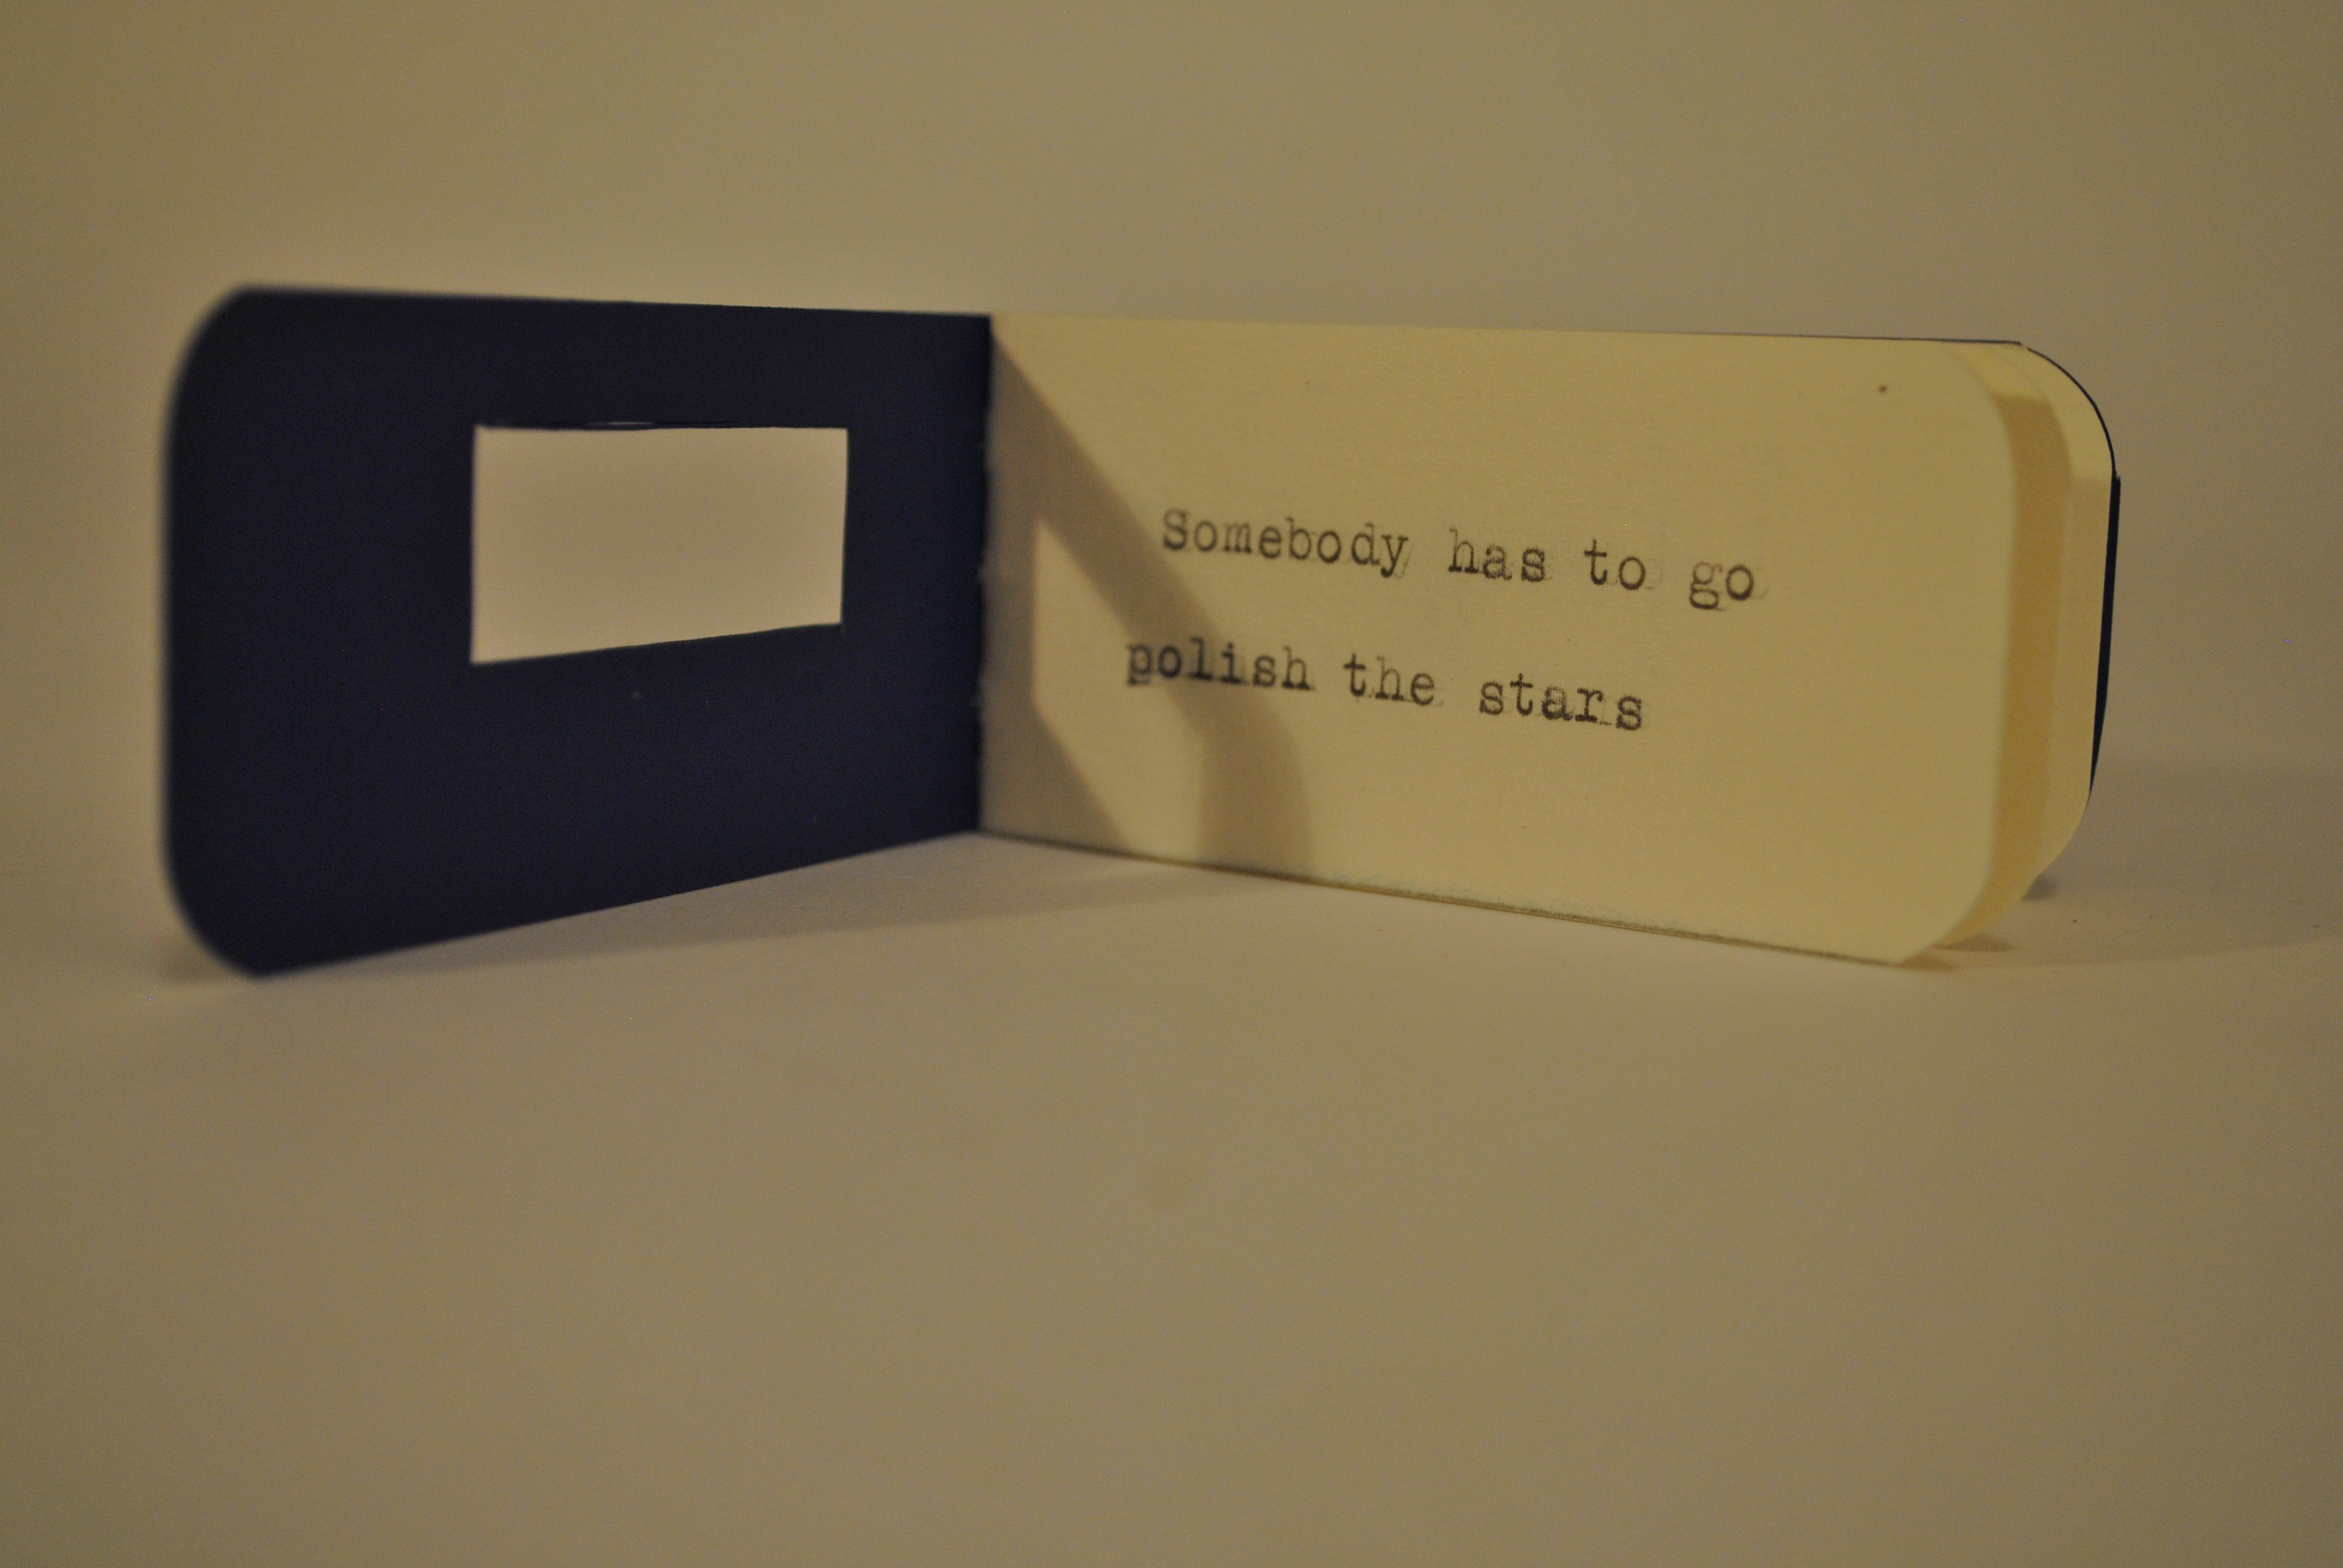 Somebody has to go
polish the stars